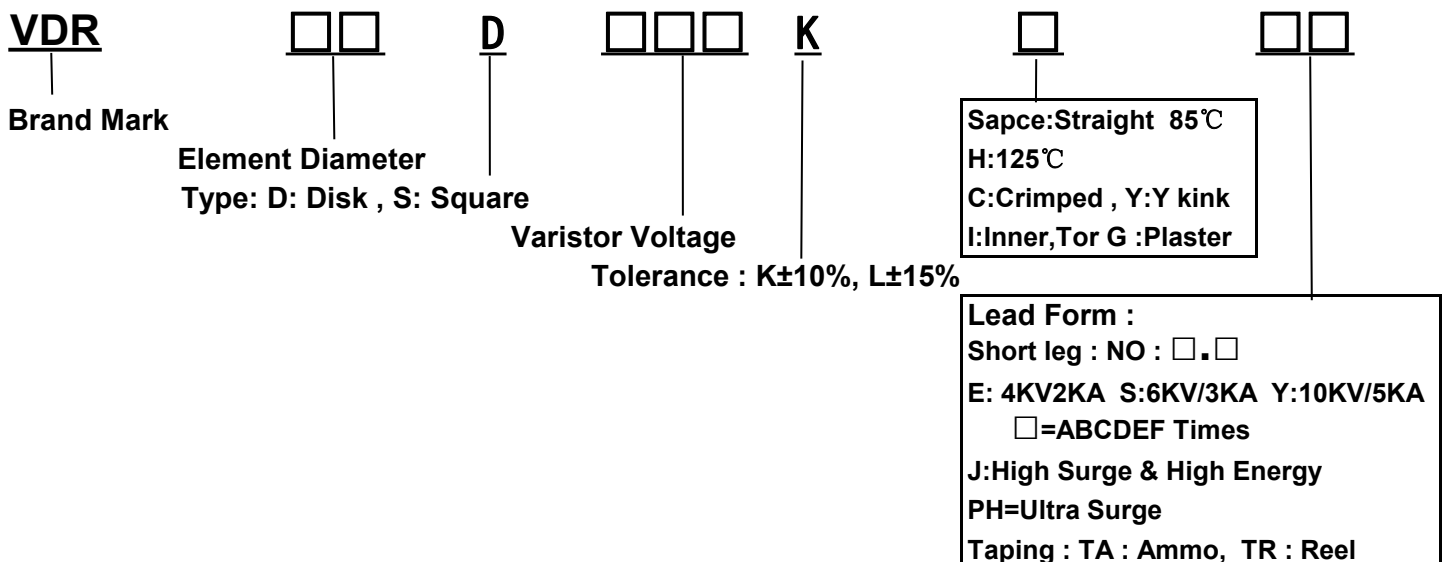 VDR □□ D □□□ K □ □□
Brand Mark
Element Diameter
Type: D: Disk , S: Square
Varistor Voltage
Tolerance : K±10%, L±15%
Sapce:Straight 85℃
H:125℃
C:Crimped , Y:Y kink
I:Inner,Tor G :Plaster
Lead Form :
Short leg : NO : □.□
E: 4KV2KA S:6KV/3KA Y:10KV/5KA
□=ABCDEF Times
J:High Surge & High Energy
PH=Ultra Surge
Taping : TA : Ammo, TR : Reel